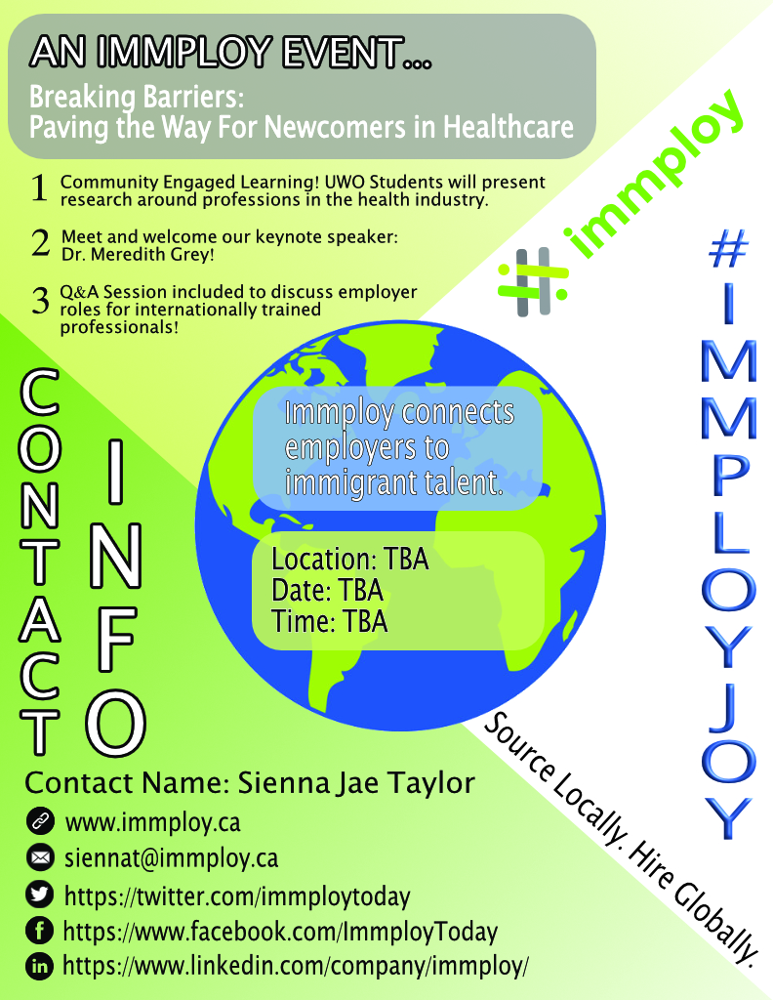 AN IMMPLOY EVENT...
Breaking Barriers:
Paving the Way For Newcomers in Healthcare
1 Community Engaged Learning! UWO Students will present
research around professions in the health industry.
2 Meet and welcome our keynote speaker:
Dr. Meredith Grey!
3 Q&A Session included to discuss employer
roles for internationally trained
professionals!
immploy
#IMMPLOYJOY
Immploy connects
employers to
immigrant talent.
Location: TBA
Date: TBA
Time: TBA
CONTACT
INFO
Source Locally. Hire Globally.
Contact Name: Sienna Jae Taylor
www.immploy.ca
siennat@immploy.ca
https://twitter.com/immploytoday
https://www.facebook.com/ImmployToday
https://www.linkedin.com/company/immploy/